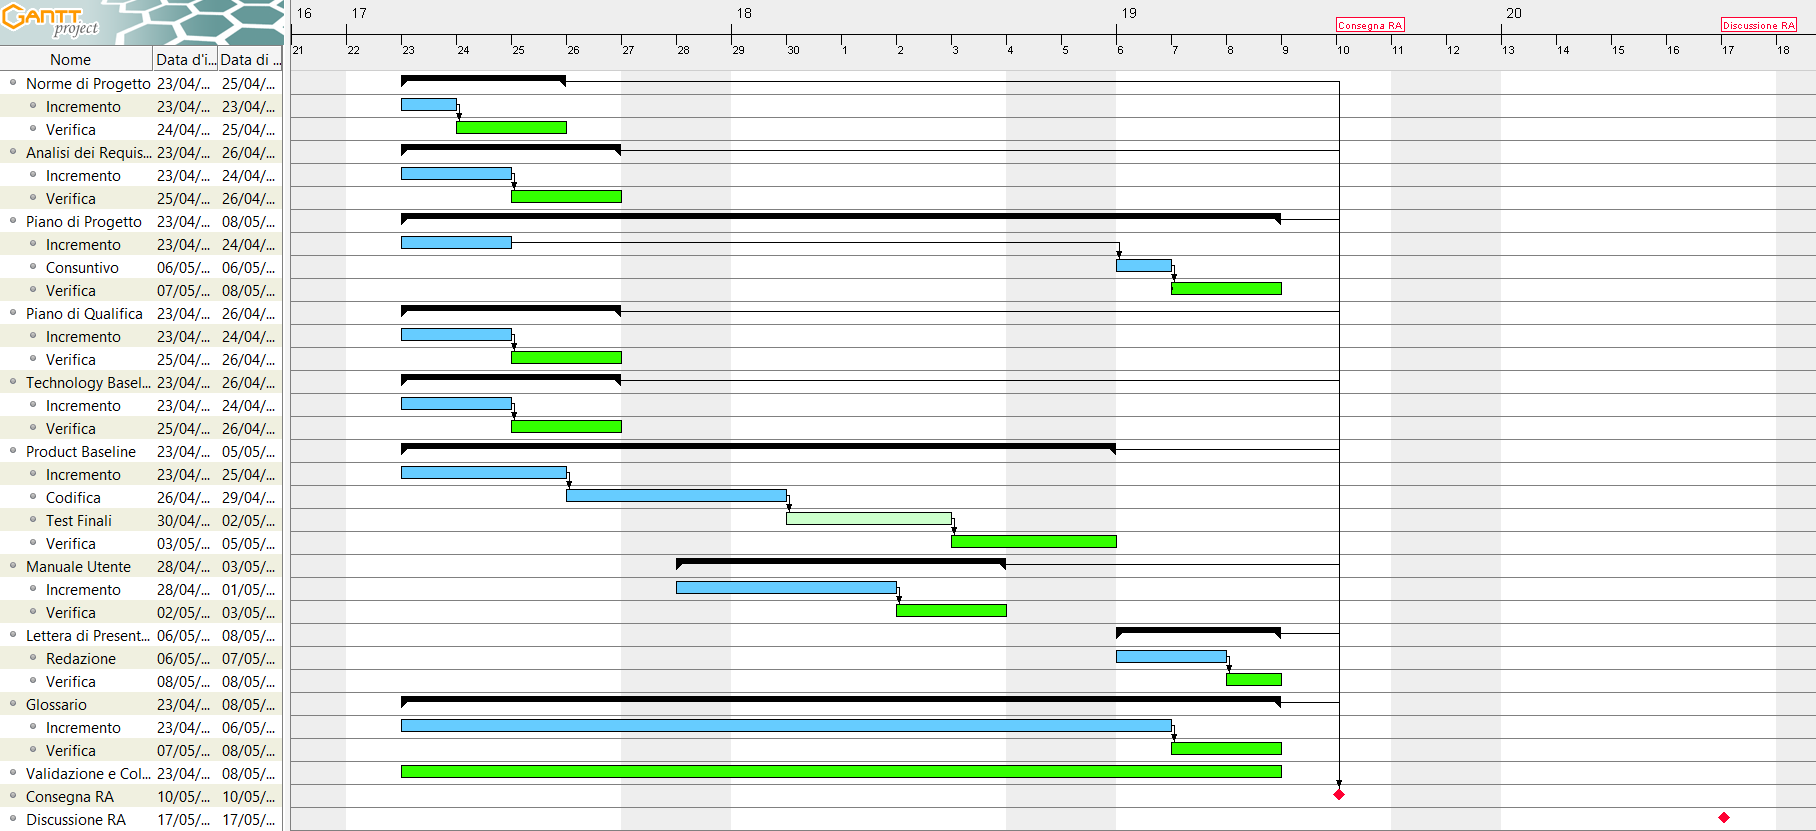 GANTT
project
16 17 18 19 20
Consegna RA
Discussione RA
21 22 23 24 25 26 27 28 29 30 1 2 3 4 5 6 7 8 9 10 11 12 13 14 15 16 17 18
Nome Data d'i... Data di ...
Norme di Progetto 23/04/... 25/04/...
Incremento 23/04/... 23/04/...
Verifica 24/04/... 25/04/...
Analisi dei Requis... 23/04/... 26/04/...
Incremento 23/04/... 24/04/...
Verifica 25/04/... 26/04/...
Piano di Progetto 23/04/... 08/05/...
Incremento 23/04/... 24/04/...
Consuntivo 06/05/... 06/05/...
Verifica 07/05/... 08/05/...
Piano di Qualifica 23/04/... 26/04/...
Incremento 23/04/... 24/04/...
Verifica 25/04/... 26/04/...
Technology Basel... 23/04/... 26/04/...
Incremento 23/04/... 24/04/...
Verifica 25/04/... 26/04/...
Product Baseline 23/04/... 05/05/...
Incremento 23/04/... 25/04/...
Codifica 26/04/... 29/04/...
Test Finali 30/04/... 02/05/...
Verifica 03/05/... 05/05/...
Manuale Utente 28/04/... 03/05/...
Incremento 28/04/... 01/05/...
Verifica 02/05/... 03/05/...
Lettera di Present... 06/05/... 08/05/...
Redazione 06/05/... 07/05/...
Verifica 08/05/... 08/05/...
Glossario 23/04/... 08/05/...
Incremento 23/04/... 06/05/...
Verifica 07/05/... 08/05/...
Validazione e Col... 23/04/... 08/05/...
Consegna RA 10/05/... 10/05/...
Discussione RA 17/05/... 17/05/...